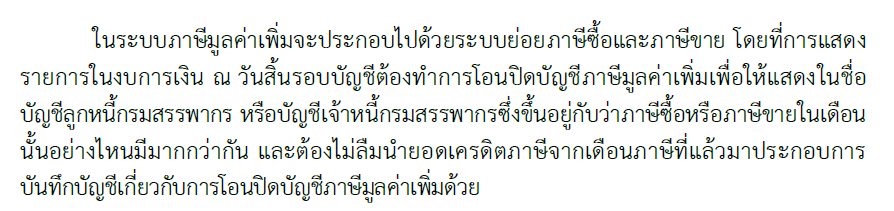 ในระบบภาษีมูลค่าเพิ่มจะประกอบไปด้วยระบบย่อยภาษีซื้อและภาษีขาย โดยที่การแสดง
รายการในงบการเงิน ณ วันสิ้นรอบบัญชีต้องทำการโอนปิดบัญชีภาษีมูลค่าเพิ่มเพื่อให้แสดงในชื่อ
บัญชีลูกหนี้กรมสรรพากร หรือบัญชีเจ้าหนี้กรมสรรพากรซึ่งขึ้นอยู่กับว่าภาษีซื้อหรือภาษีขายในเดือน
นั้นอย่างไหนมีมากกว่ากัน และต้องไม่ลืมนำยอดเครดิตภาษีจากเดือนภาษีที่แล้วมาประกอบการ
บันทึกบัญชีเกี่ยวกับการโอนปิดบัญชีภาษีมูลค่าเพิ่มด้วย